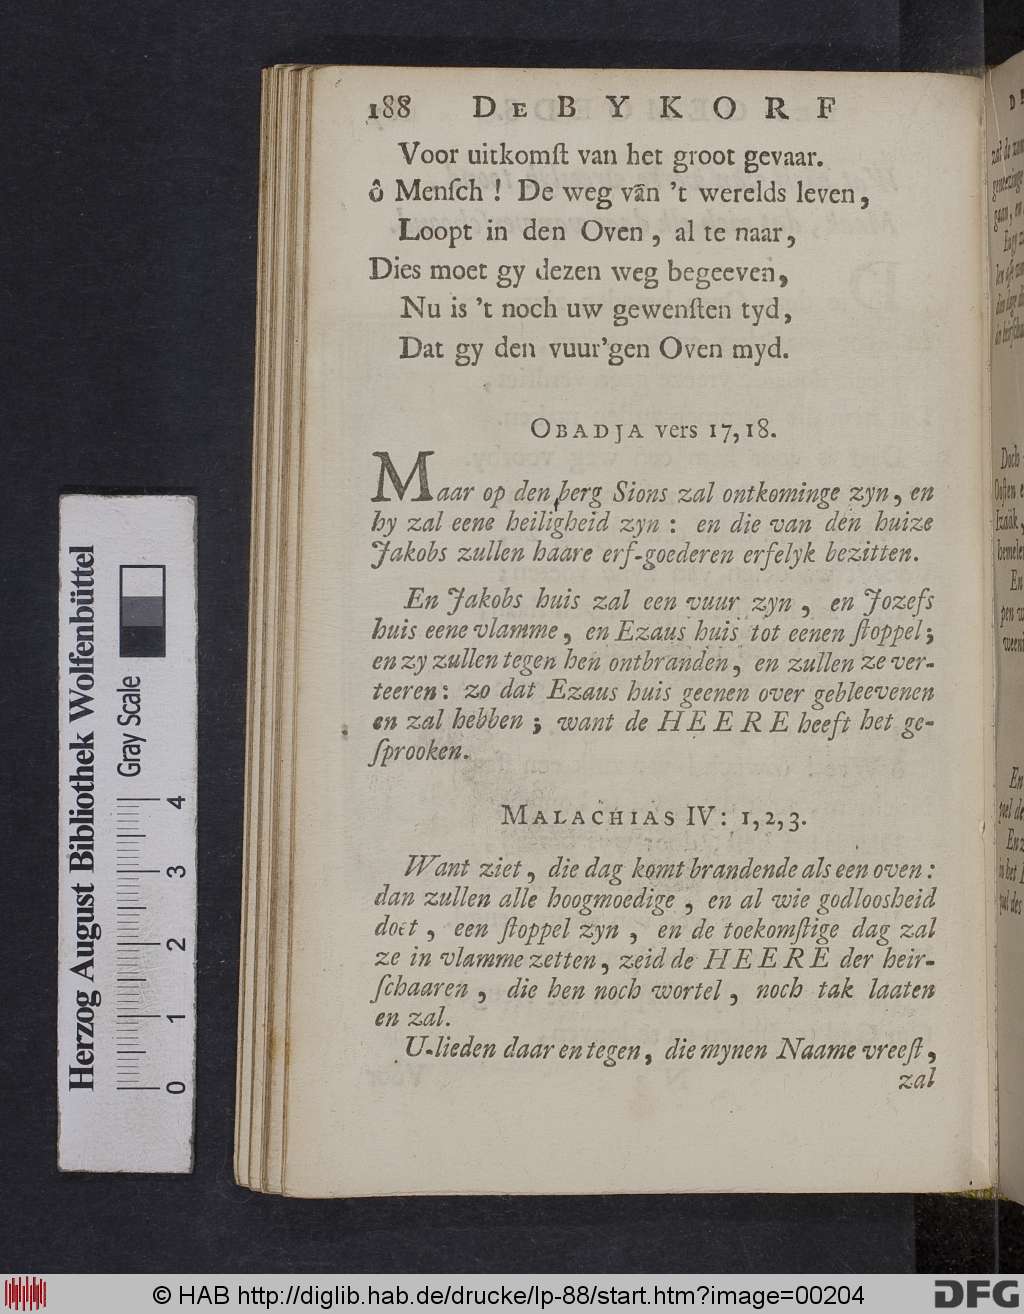 188 DE BYKORF
Voor uitkomſt van het groot gevaar.
ô Menſch ! De weg vān 't werelds leven,
Loopt in den Oven, al te naar,
Dies moet gy dezen weg begeeven,
Nu is 't noch uw gewenſten tyd,
Dat gy den vuur'gen Oven myd.
OBADJA vers 17, 18.
Maar op den berg Sions zal ontkominge zyn, en
hy zal eene heiligheid zyn : en die van den huize
Jakobs zullen haare erf-goederen erfelyk bezitten.
En Jakobs huis zal een vuur zyn, en Jozefs
huis eene vlamme, en Ezaus huis tot eenen ſtoppel;
en zy zullen tegen hen ontbranden, en zullen ze ver-
teeren: zo dat Ezaus huis geenen over gebleevenen
en zal hebben ; want de HEERE heeft het ge-
ſprooken.
MALACHIAS IV: 1, 2, 3.
Want ziet, die dag komt brandende als een oven:
dan zullen alle hoogmoedige, en al wie godloosheid
doet, een ſtoppel zyn, en de toekomſtige dag zal
ze in vlamme zetten, zeid de HEERE der heir-
ſchaaren, die hen noch wortel, noch tak laaten
en zal.
U-lieden daar en tegen, die mynen Naame vreeſt,
zal
Herzog August Bibliothek Wolfenbüttel
Gray Scale
0 1 2 3 4
© HAB http://diglib.hab.de/drucke/lp-88/start.htm?image=00204
DFG